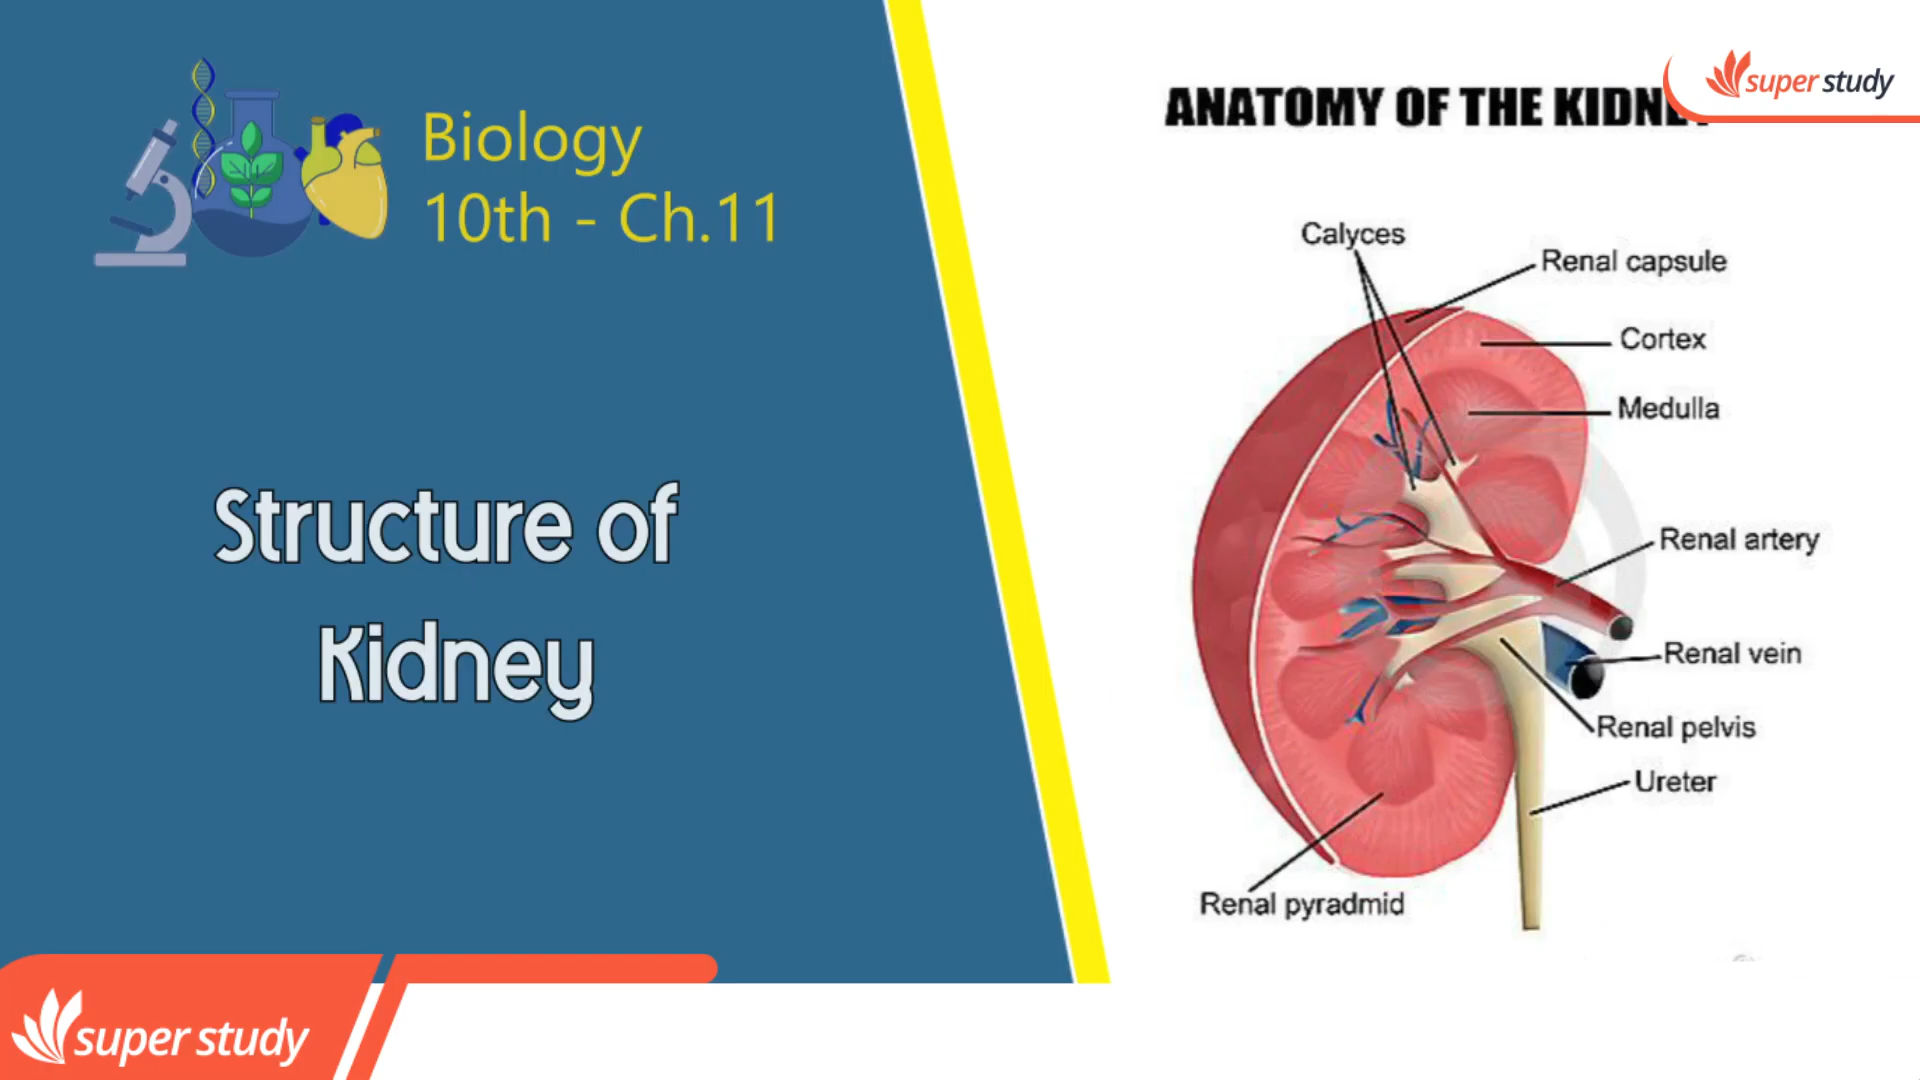 Biology
10th - Ch.11
Structure of
Kidney
super study
ANATOMY OF THE KIDNEY
super study
Calyces
Renal capsule
Cortex
Medulla
Renal artery
Renal vein
Renal pelvis
Ureter
Renal pyradmid